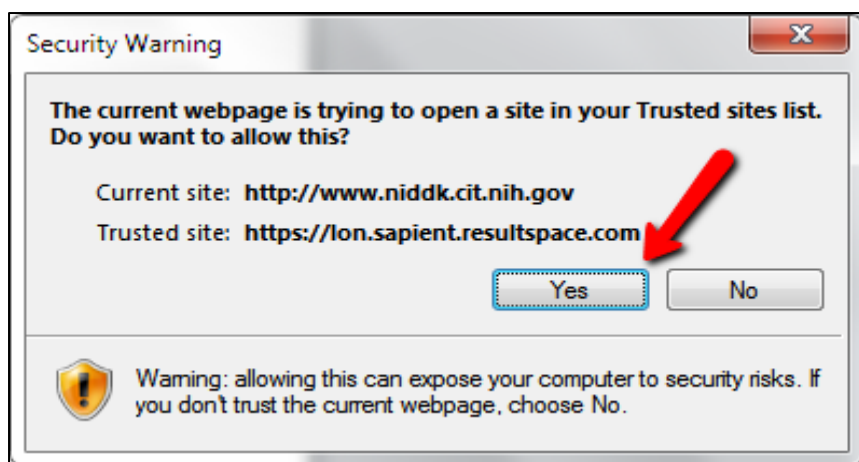 Security Warning
The current webpage is trying to open a site in your Trusted sites list.
Do you want to allow this?
Current site: http://www.niddk.cit.nih.gov
Trusted site: https://lon.sapient.resultspace.com
Yes No
Warning: allowing this can expose your computer to security risks. If
you don't trust the current webpage, choose No.